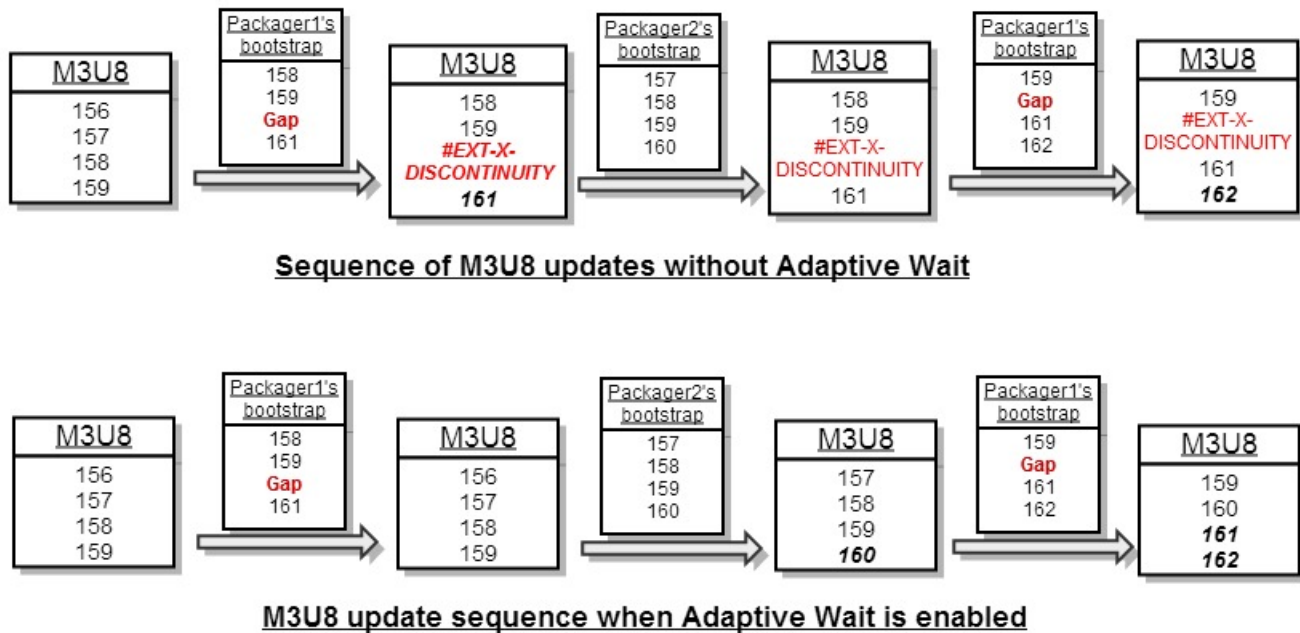 Packager1's
bootstrap
158
159
Gap
161
Packager2's
bootstrap
157
158
159
160
Packager1's
bootstrap
159
Gap
161
162
M3U8
156
157
158
159
M3U8
158
159
#EXT-X-
DISCONTINUITY
161
M3U8
158
159
#EXT-X-
DISCONTINUITY
161
M3U8
159
#EXT-X-
DISCONTINUITY
161
162
Sequence of M3U8 updates without Adaptive Wait
Packager1's
bootstrap
158
159
Gap
161
Packager2's
bootstrap
157
158
159
160
Packager1's
bootstrap
159
Gap
161
162
M3U8
156
157
158
159
M3U8
156
157
158
159
M3U8
157
158
159
160
M3U8
159
160
161
162
M3U8 update sequence when Adaptive Wait is enabled